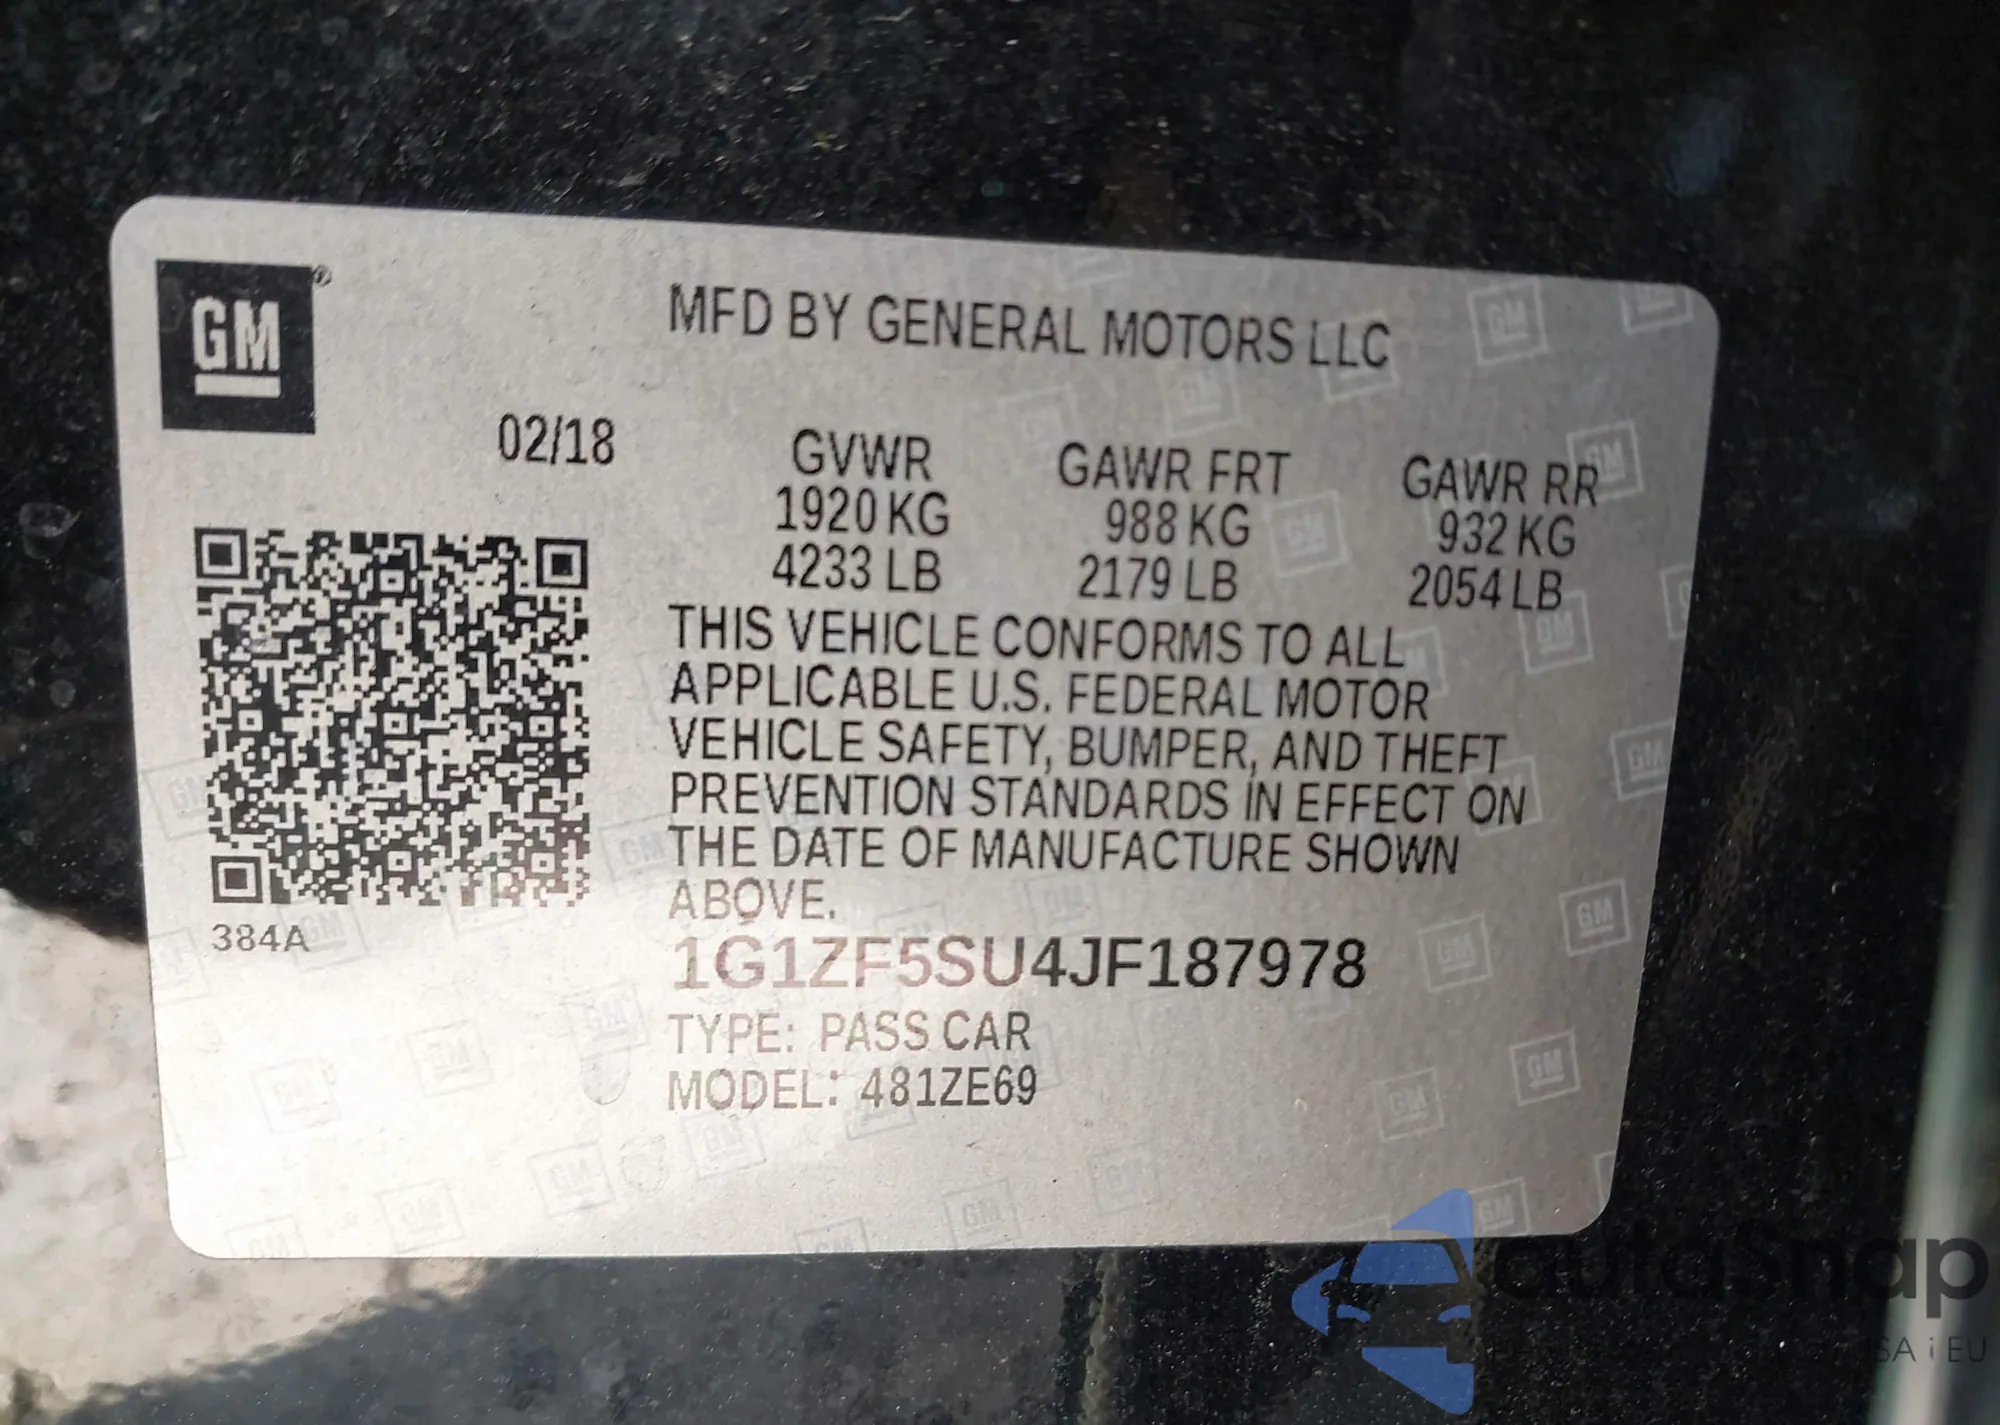 GM®
MFD BY GENERAL MOTORS LLC
02/18
GVWR GAWR FRT GAWR RR
1920 KG 988 KG 932 KG
4233 LB 2179 LB 2054 LB
THIS VEHICLE CONFORMS TO ALL
APPLICABLE U.S. FEDERAL MOTOR
VEHICLE SAFETY, BUMPER, AND THEFT
PREVENTION STANDARDS IN EFFECT ON
THE DATE OF MANUFACTURE SHOWN
ABOVE.
384A
1G1ZF5SU4JF187978
TYPE: PASS CAR
MODEL: 481ZE69
autasnap
i EU